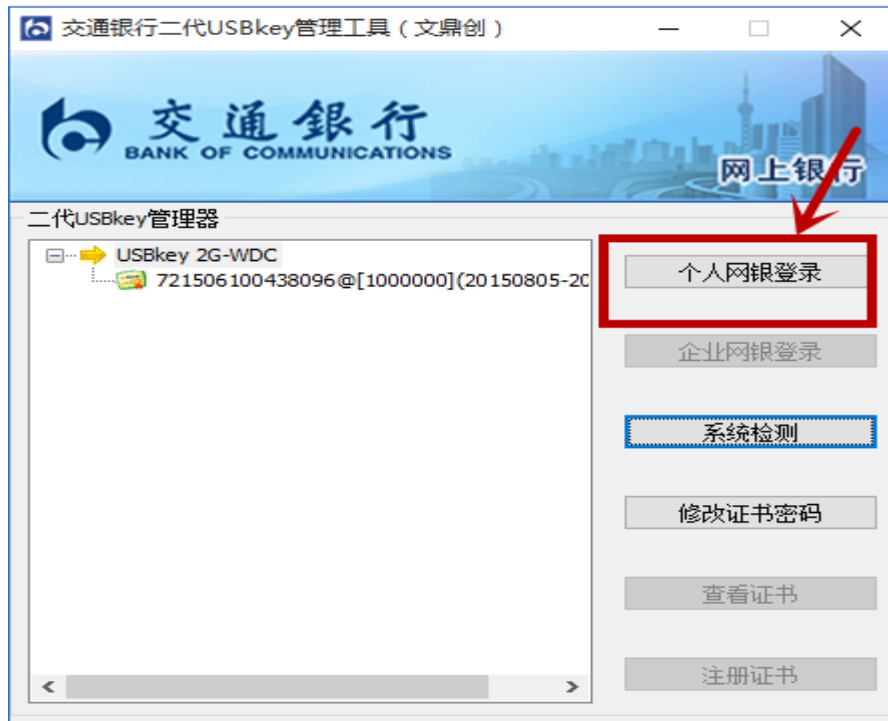 交通银行二代USBkey管理工具（文鼎创）
交通銀行
BANK OF COMMUNICATIONS
网上银行
二代USBkey管理器
USBkey 2G-WDC
721506100438096@[1000000](20150805-20
个人网银登录
企业网银登录
系统检测
修改证书密码
查看证书
注册证书